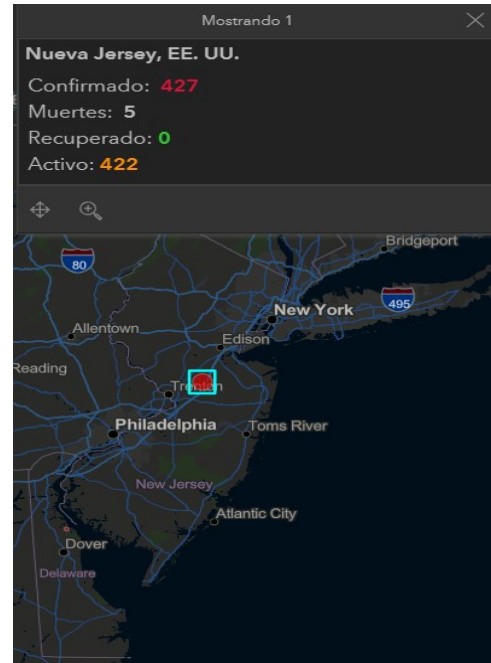 Mostrando 1
Nueva Jersey, EE. UU.
Confirmado: 427
Muertes: 5
Recuperado: 0
Activo: 422
Bridgeport
80
495
New York
Allentown
Edison
Reading
Trenton
Philadelphia
Toms River
New Jersey
Atlantic City
Dover
Delaware